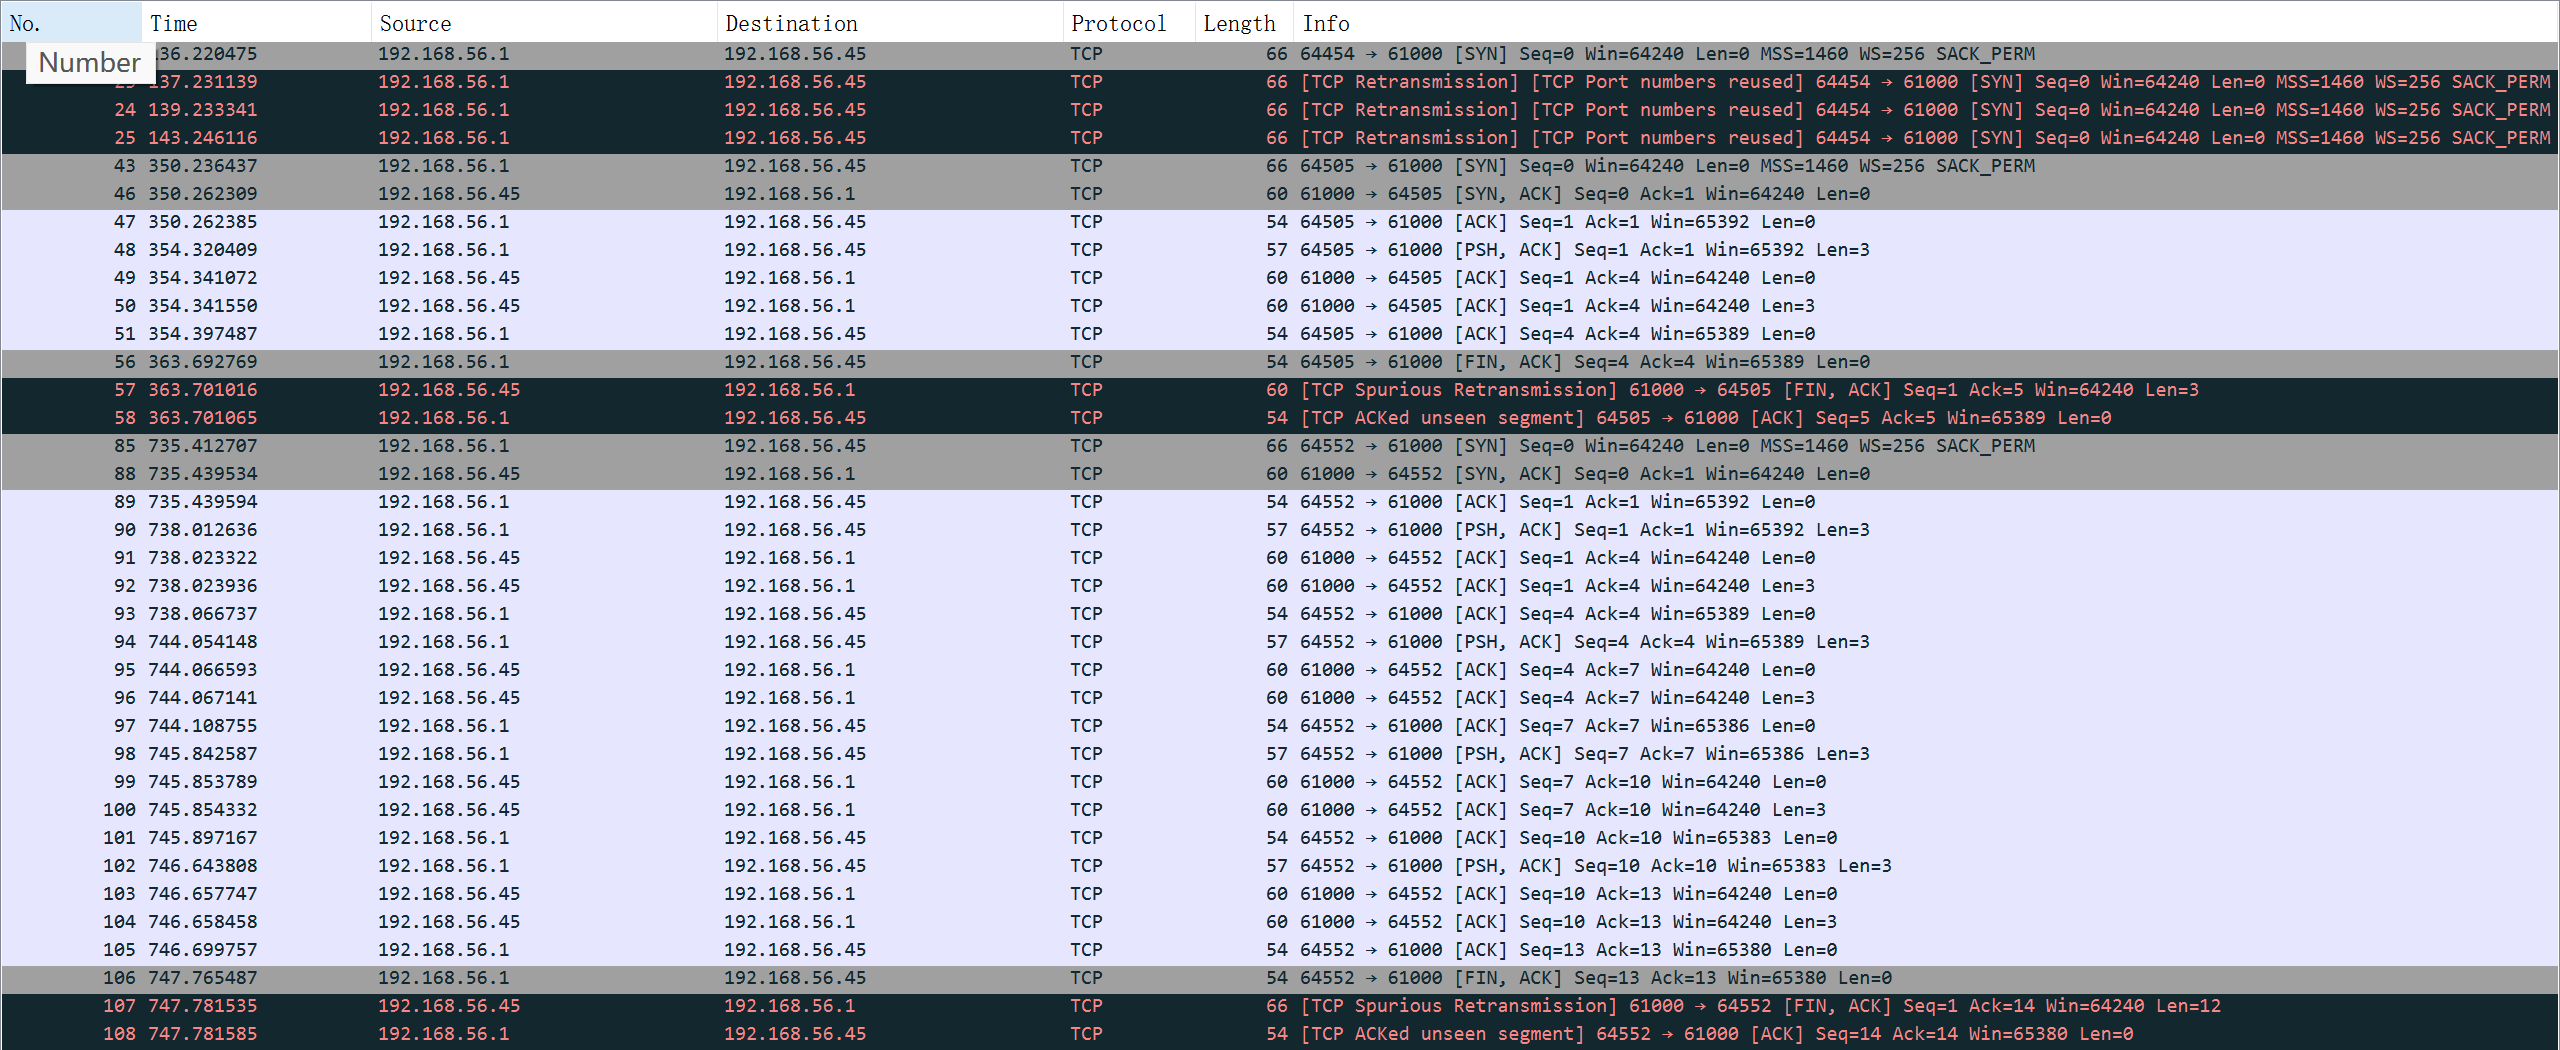 No. Time Source Destination Protocol Length Info
Number
136.220475 192.168.56.1 192.168.56.45 TCP 66 64454 → 61000 [SYN] Seq=0 Win=64240 Len=0 MSS=1460 WS=256 SACK_PERM
23 137.231139 192.168.56.1 192.168.56.45 TCP 66 [TCP Retransmission] [TCP Port numbers reused] 64454 → 61000 [SYN] Seq=0 Win=64240 Len=0 MSS=1460 WS=256 SACK_PERM
24 139.233341 192.168.56.1 192.168.56.45 TCP 66 [TCP Retransmission] [TCP Port numbers reused] 64454 → 61000 [SYN] Seq=0 Win=64240 Len=0 MSS=1460 WS=256 SACK_PERM
25 143.246116 192.168.56.1 192.168.56.45 TCP 66 [TCP Retransmission] [TCP Port numbers reused] 64454 → 61000 [SYN] Seq=0 Win=64240 Len=0 MSS=1460 WS=256 SACK_PERM
43 350.236437 192.168.56.1 192.168.56.45 TCP 66 64505 → 61000 [SYN] Seq=0 Win=64240 Len=0 MSS=1460 WS=256 SACK_PERM
46 350.262309 192.168.56.45 192.168.56.1 TCP 60 61000 → 64505 [SYN, ACK] Seq=0 Ack=1 Win=64240 Len=0
47 350.262385 192.168.56.1 192.168.56.45 TCP 54 64505 → 61000 [ACK] Seq=1 Ack=1 Win=65392 Len=0
48 354.320409 192.168.56.1 192.168.56.45 TCP 57 64505 → 61000 [PSH, ACK] Seq=1 Ack=1 Win=65392 Len=3
49 354.341072 192.168.56.45 192.168.56.1 TCP 60 61000 → 64505 [ACK] Seq=1 Ack=4 Win=64240 Len=0
50 354.341550 192.168.56.45 192.168.56.1 TCP 60 61000 → 64505 [ACK] Seq=1 Ack=4 Win=64240 Len=3
51 354.397487 192.168.56.1 192.168.56.45 TCP 54 64505 → 61000 [ACK] Seq=4 Ack=4 Win=65389 Len=0
56 363.692769 192.168.56.1 192.168.56.45 TCP 54 64505 → 61000 [FIN, ACK] Seq=4 Ack=4 Win=65389 Len=0
57 363.701016 192.168.56.45 192.168.56.1 TCP 60 [TCP Spurious Retransmission] 61000 → 64505 [FIN, ACK] Seq=1 Ack=5 Win=64240 Len=3
58 363.701065 192.168.56.1 192.168.56.45 TCP 54 [TCP ACKed unseen segment] 64505 → 61000 [ACK] Seq=5 Ack=5 Win=65389 Len=0
85 735.412707 192.168.56.1 192.168.56.45 TCP 66 64552 → 61000 [SYN] Seq=0 Win=64240 Len=0 MSS=1460 WS=256 SACK_PERM
88 735.439534 192.168.56.45 192.168.56.1 TCP 60 61000 → 64552 [SYN, ACK] Seq=0 Ack=1 Win=64240 Len=0
89 735.439594 192.168.56.1 192.168.56.45 TCP 54 64552 → 61000 [ACK] Seq=1 Ack=1 Win=65392 Len=0
90 738.012636 192.168.56.1 192.168.56.45 TCP 57 64552 → 61000 [PSH, ACK] Seq=1 Ack=1 Win=65392 Len=3
91 738.023322 192.168.56.45 192.168.56.1 TCP 60 61000 → 64552 [ACK] Seq=1 Ack=4 Win=64240 Len=0
92 738.023936 192.168.56.45 192.168.56.1 TCP 60 61000 → 64552 [ACK] Seq=1 Ack=4 Win=64240 Len=3
93 738.066737 192.168.56.1 192.168.56.45 TCP 54 64552 → 61000 [ACK] Seq=4 Ack=4 Win=65389 Len=0
94 744.054148 192.168.56.1 192.168.56.45 TCP 57 64552 → 61000 [PSH, ACK] Seq=4 Ack=4 Win=65389 Len=3
95 744.066593 192.168.56.45 192.168.56.1 TCP 60 61000 → 64552 [ACK] Seq=4 Ack=7 Win=64240 Len=0
96 744.067141 192.168.56.45 192.168.56.1 TCP 60 61000 → 64552 [ACK] Seq=4 Ack=7 Win=64240 Len=3
97 744.108755 192.168.56.1 192.168.56.45 TCP 54 64552 → 61000 [ACK] Seq=7 Ack=7 Win=65386 Len=0
98 745.842587 192.168.56.1 192.168.56.45 TCP 57 64552 → 61000 [PSH, ACK] Seq=7 Ack=7 Win=65386 Len=3
99 745.853789 192.168.56.45 192.168.56.1 TCP 60 61000 → 64552 [ACK] Seq=7 Ack=10 Win=64240 Len=0
100 745.854332 192.168.56.45 192.168.56.1 TCP 60 61000 → 64552 [ACK] Seq=7 Ack=10 Win=64240 Len=3
101 745.897167 192.168.56.1 192.168.56.45 TCP 54 64552 → 61000 [ACK] Seq=10 Ack=10 Win=65383 Len=0
102 746.643808 192.168.56.1 192.168.56.45 TCP 57 64552 → 61000 [PSH, ACK] Seq=10 Ack=10 Win=65383 Len=3
103 746.657747 192.168.56.45 192.168.56.1 TCP 60 61000 → 64552 [ACK] Seq=10 Ack=13 Win=64240 Len=0
104 746.658458 192.168.56.45 192.168.56.1 TCP 60 61000 → 64552 [ACK] Seq=10 Ack=13 Win=64240 Len=3
105 746.699757 192.168.56.1 192.168.56.45 TCP 54 64552 → 61000 [ACK] Seq=13 Ack=13 Win=65380 Len=0
106 747.765487 192.168.56.1 192.168.56.45 TCP 54 64552 → 61000 [FIN, ACK] Seq=13 Ack=13 Win=65380 Len=0
107 747.781535 192.168.56.45 192.168.56.1 TCP 66 [TCP Spurious Retransmission] 61000 → 64552 [FIN, ACK] Seq=1 Ack=14 Win=64240 Len=12
108 747.781585 192.168.56.1 192.168.56.45 TCP 54 [TCP ACKed unseen segment] 64552 → 61000 [ACK] Seq=14 Ack=14 Win=65380 Len=0